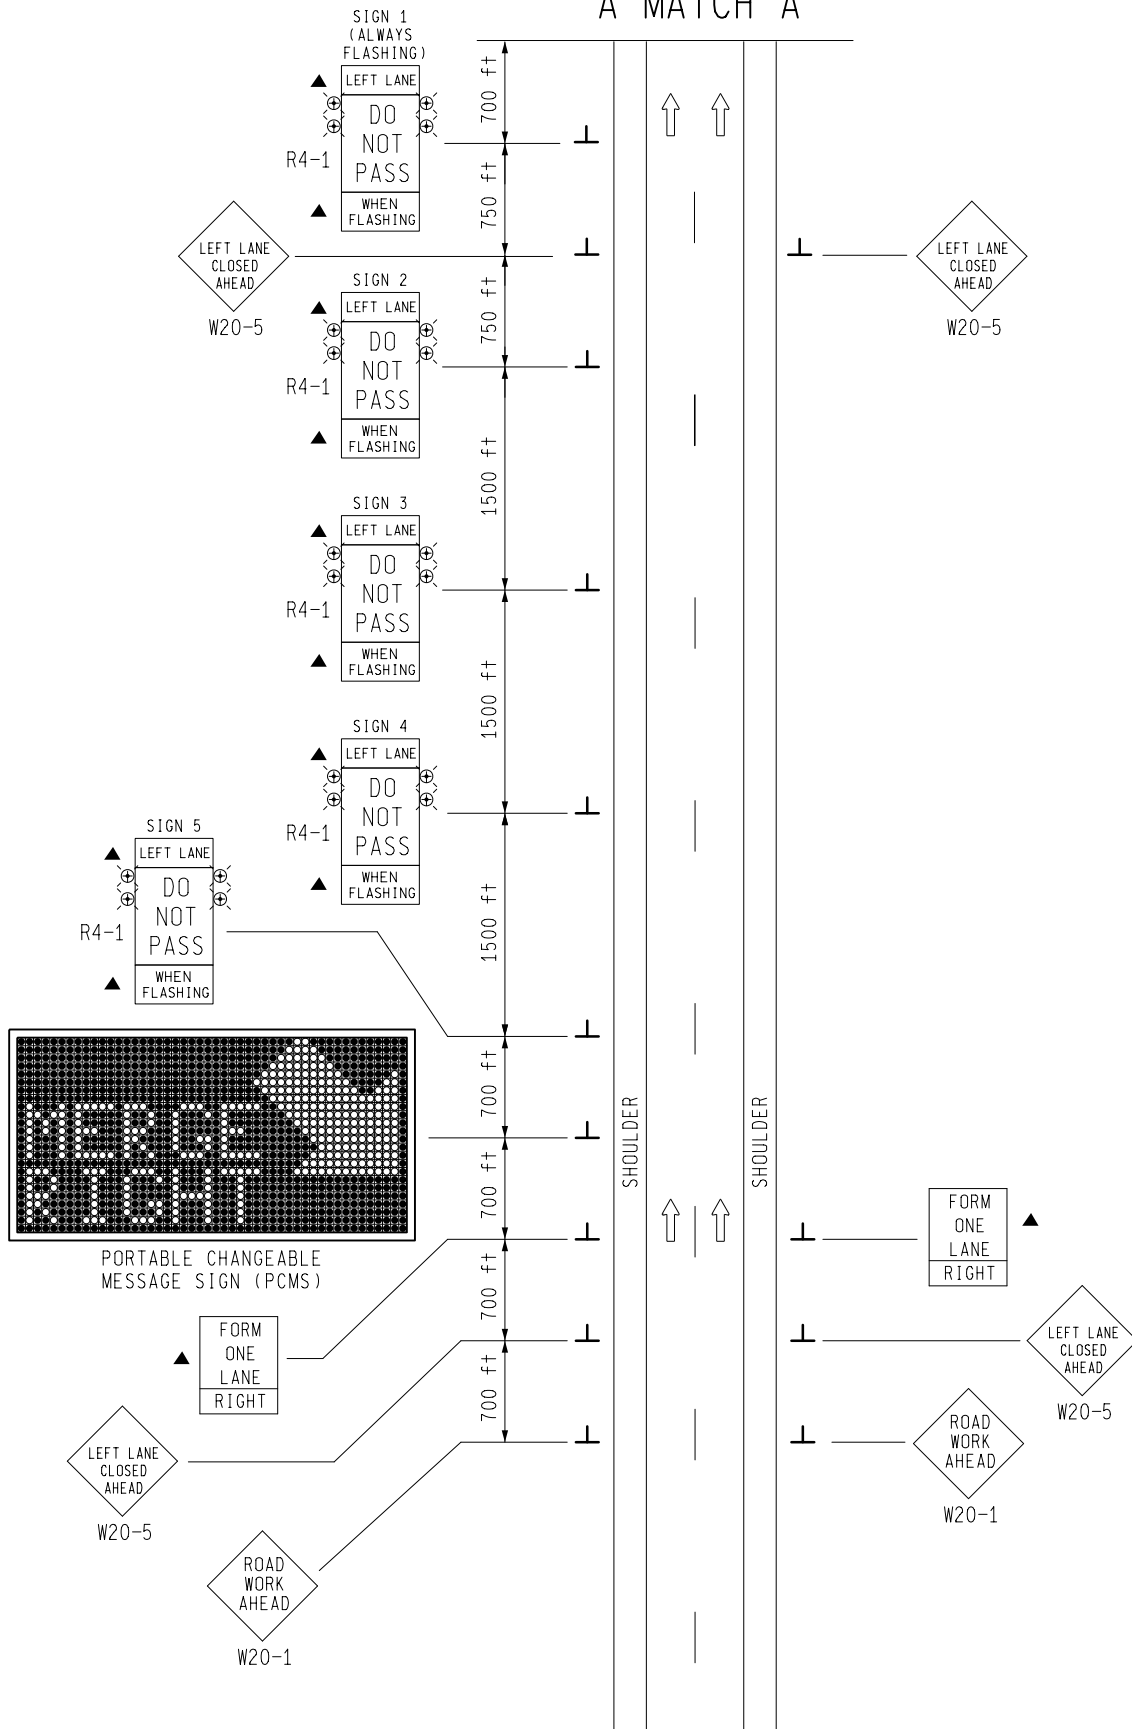 A MATCH A
SIGN 1
(ALWAYS
FLASHING)
LEFT LANE
DO
NOT
PASS
WHEN
FLASHING
R4-1
700 ft
750 ft
LEFT LANE
CLOSED
AHEAD
W20-5
LEFT LANE
CLOSED
AHEAD
W20-5
SIGN 2
LEFT LANE
DO
NOT
PASS
WHEN
FLASHING
R4-1
750 ft
1500 ft
SIGN 3
LEFT LANE
DO
NOT
PASS
WHEN
FLASHING
R4-1
1500 ft
SIGN 4
LEFT LANE
DO
NOT
PASS
WHEN
FLASHING
R4-1
1500 ft
SIGN 5
LEFT LANE
DO
NOT
PASS
WHEN
FLASHING
R4-1
700 ft
MERGE
RIGHT
PORTABLE CHANGEABLE
MESSAGE SIGN (PCMS)
700 ft
SHOULDER
SHOULDER
FORM
ONE
LANE
RIGHT
700 ft
FORM
ONE
LANE
RIGHT
LEFT LANE
CLOSED
AHEAD
W20-5
700 ft
LEFT LANE
CLOSED
AHEAD
W20-5
ROAD
WORK
AHEAD
W20-1
ROAD
WORK
AHEAD
W20-1